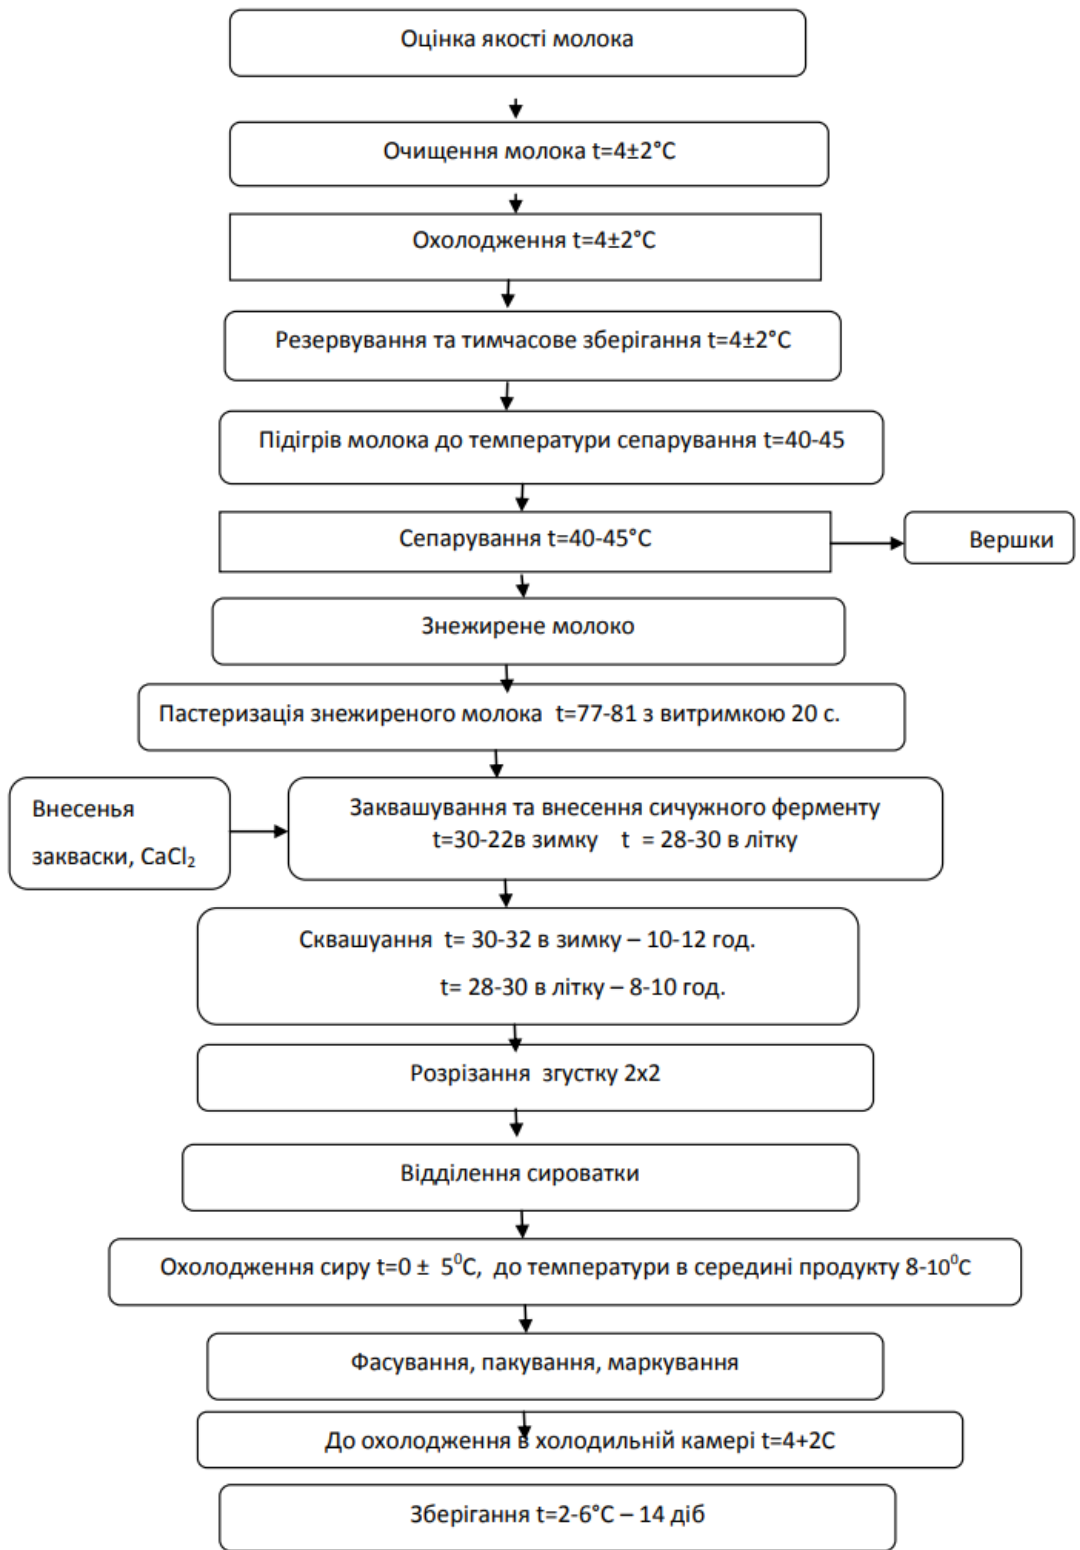 Оцінка якості молока
Очищення молока t=4±2°С
Охолодження t=4±2°С
Резервування та тимчасове зберігання t=4±2°С
Підігрів молока до температури сепарування t=40-45
Сепарування t=40-45°С
Вершки
Знежирене молоко
Пастеризація знежиреного молока t=77-81 з витримкою 20 с.
Внесенья
закваски, CaCl₂
Заквашування та внесення сичужного ферменту
t=30-22в зимку t = 28-30 в літку
Сквашуання t= 30-32 в зимку – 10-12 год.
t= 28-30 в літку – 8-10 год.
Розрізання згустку 2х2
Відділення сироватки
Охолодження сиру t=0 ± 5⁰С, до температури в середині продукту 8-10⁰С
Фасування, пакування, маркування
До охолодження в холодильній камері t=4+2С
Зберігання t=2-6°С – 14 діб